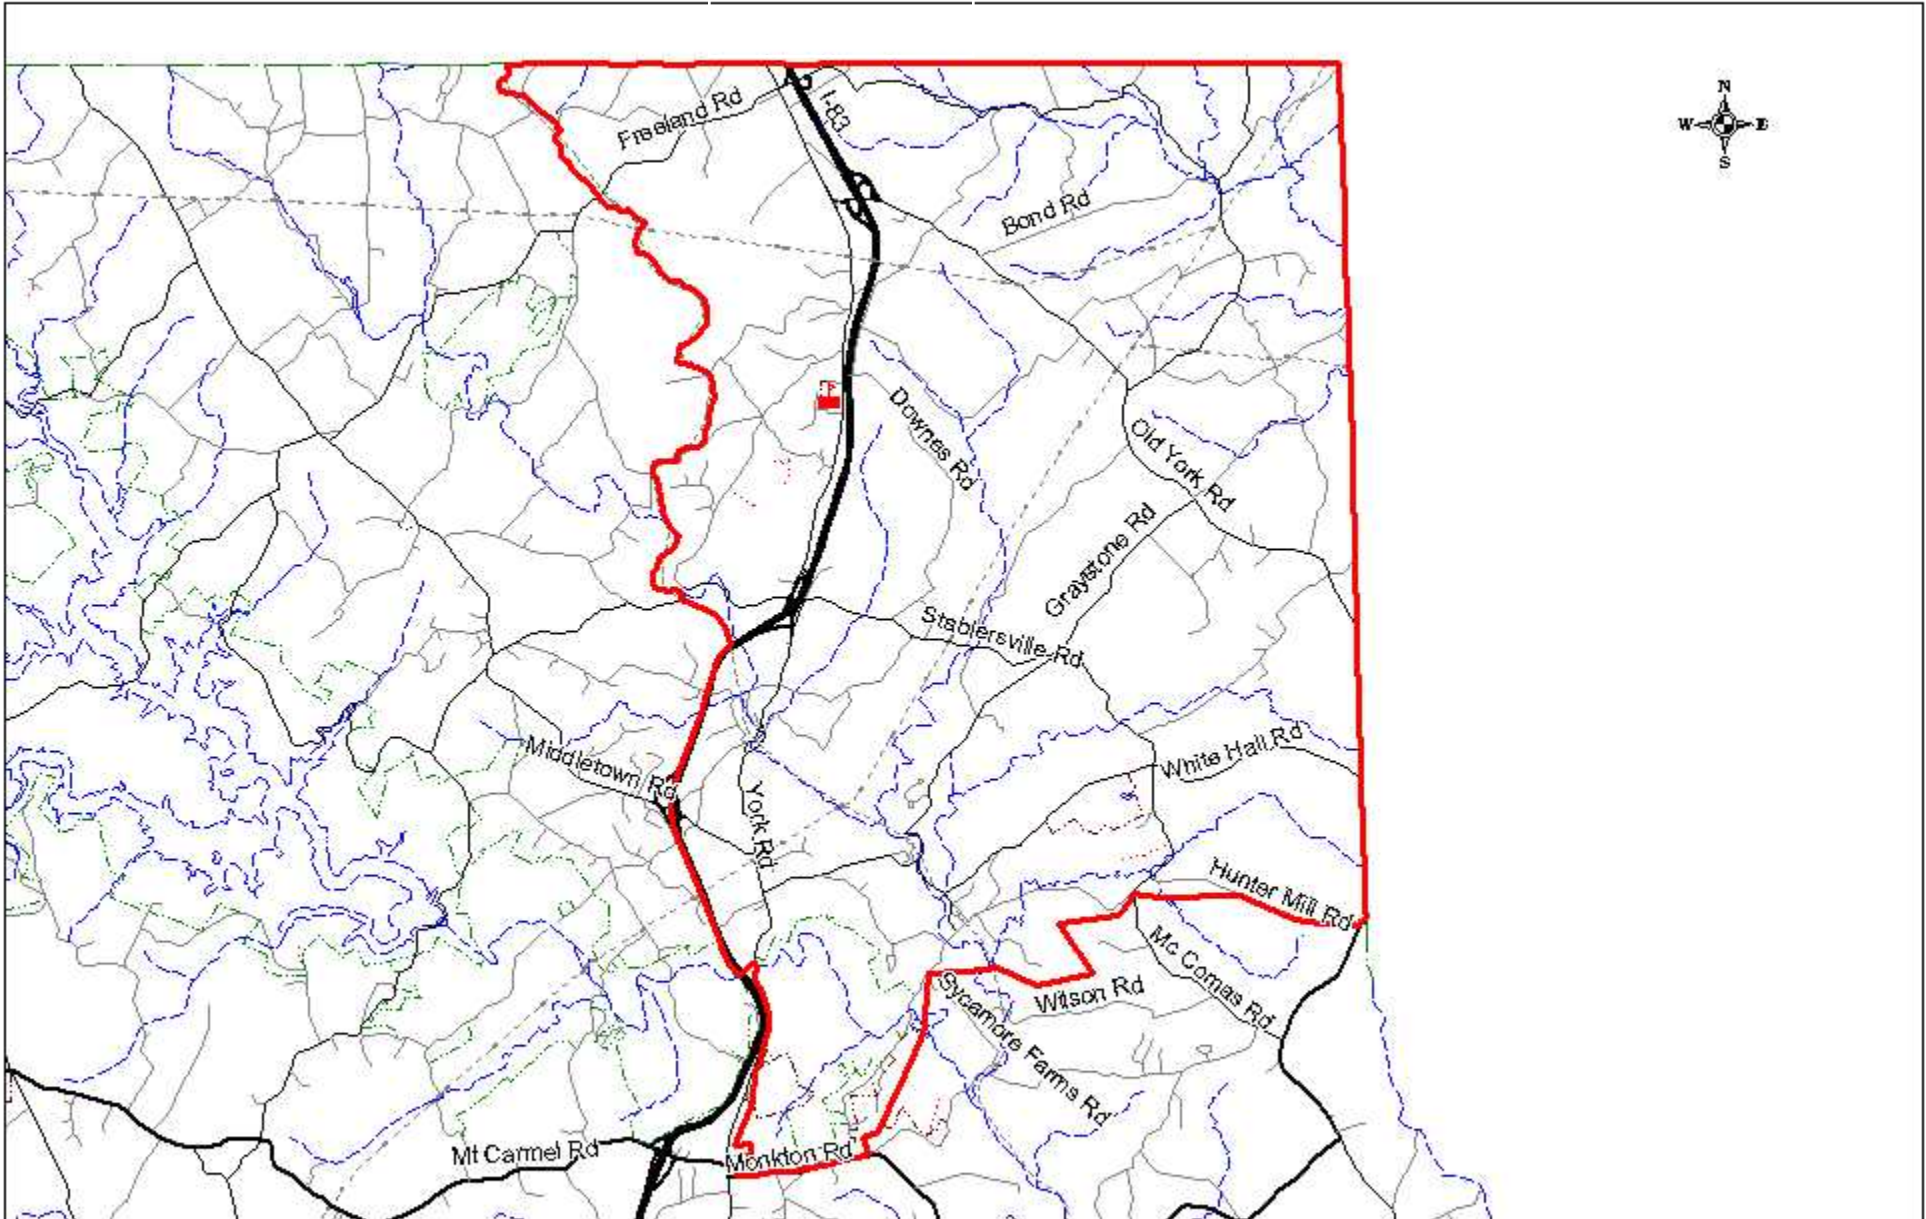 N
W E
S
Freeland Rd
I-83
Bond Rd
Downes Rd
Old York Rd
Graystone Rd
Stablersville Rd
White Hall Rd
Middletown Rd
York Rd
Hunter Mill Rd
Mc Comas Rd
Wilson Rd
Sycamore Farms Rd
Mt Carmel Rd
Monkton Rd